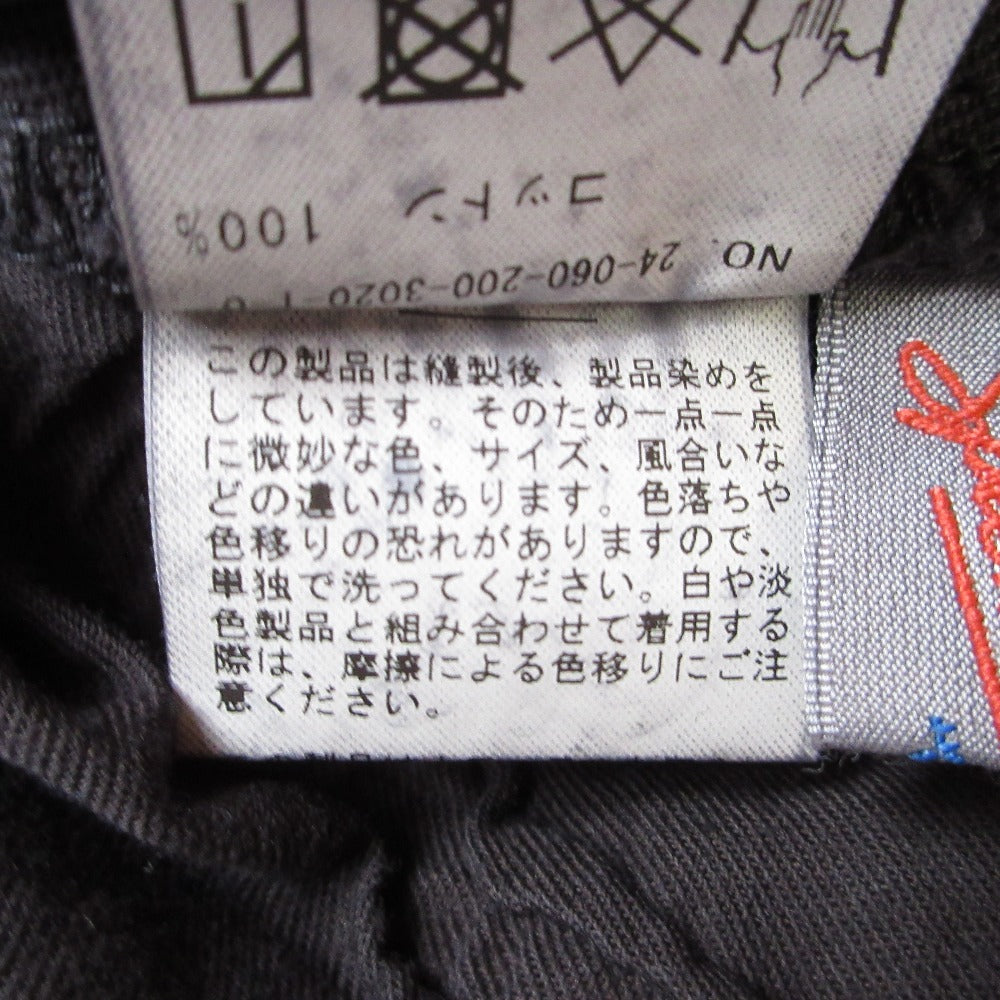 コットン 100%
NO. 24-060-200-3020-1-0
この製品は縫製後、製品染めを
しています。そのため一点一点
に微妙な色、サイズ、風合いな
どの違いがあります。色落ちや
色移りの恐れがありますので、
単独で洗ってください。白や淡
色製品と組み合わせて着用する
際は、摩擦による色移りにご注
意ください。